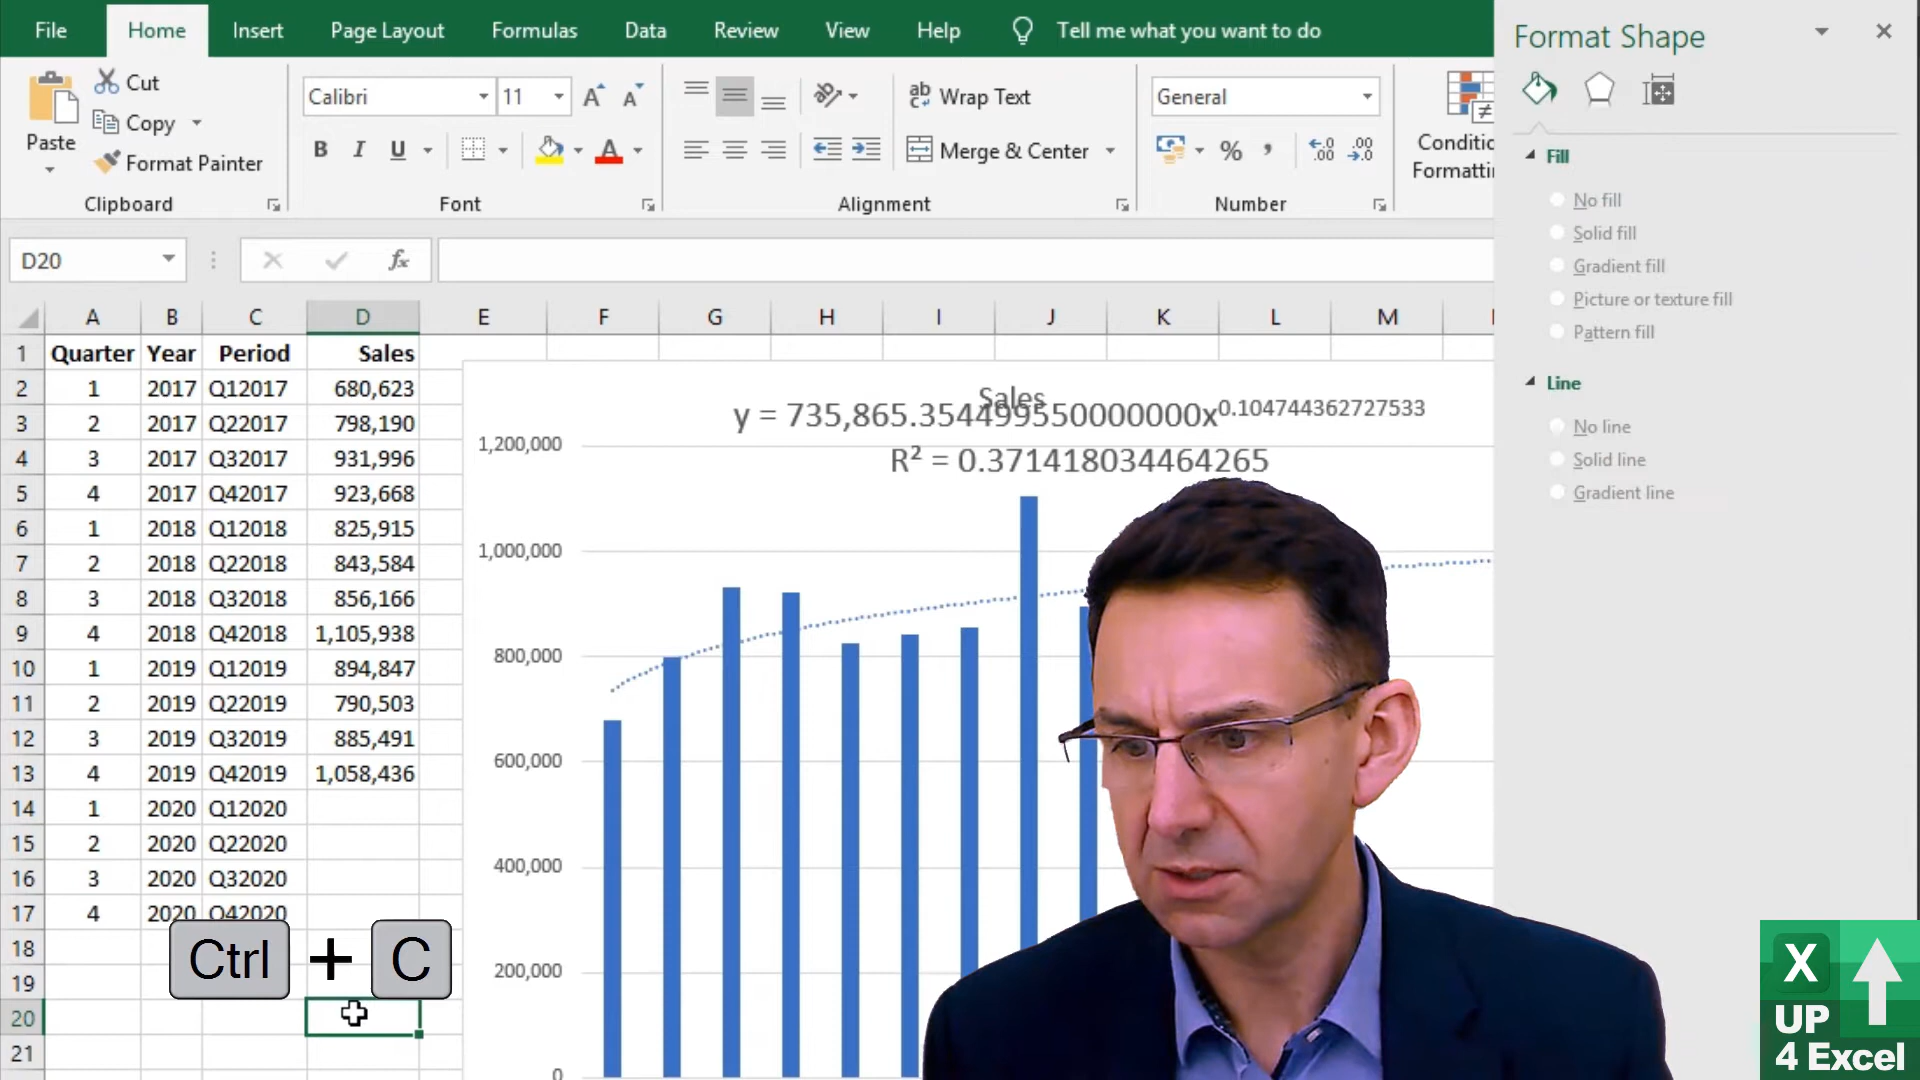 File Home Insert Page Layout Formulas Data Review View Help Tell me what you want to do
Format Shape
Paste
Cut
Copy
Format Painter
Clipboard
Calibri 11
B I U
Font
Wrap Text
Merge & Center
Alignment
General
%
Number
Conditic
Formattir
D20
fx
Fill
No fill
Solid fill
Gradient fill
Picture or texture fill
Pattern fill
Line
No line
Solid line
Gradient line
A B C D E F G H I J K L M
1 Quarter Year Period Sales
2 1 2017 Q12017 680,623
3 2 2017 Q22017 798,190
4 3 2017 Q32017 931,996
5 4 2017 Q42017 923,668
6 1 2018 Q12018 825,915
7 2 2018 Q22018 843,584
8 3 2018 Q32018 856,166
9 4 2018 Q42018 1,105,938
10 1 2019 Q12019 894,847
11 2 2019 Q22019 790,503
12 3 2019 Q32019 885,491
13 4 2019 Q42019 1,058,436
14 1 2020 Q12020
15 2 2020 Q22020
16 3 2020 Q32020
17 4 2020 Q42020
18
19
20
21
Sales
y = 735,865.354499550000000x^0.104744362727533
R² = 0.371418034464265
1,200,000
1,000,000
800,000
600,000
400,000
200,000
0
Ctrl + C
X
UP
4 Excel